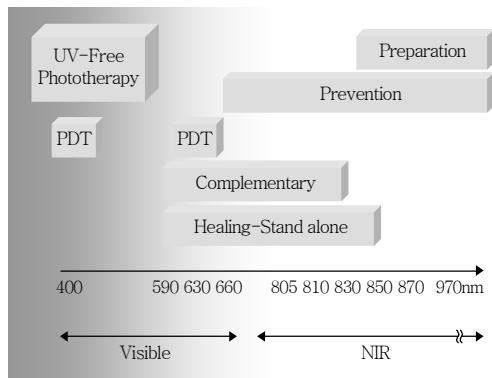 UV-Free
Phototherapy
Preparation
Prevention
PDT
PDT
Complementary
Healing-Stand alone
400 590 630 660 805 810 830 850 870 970nm
Visible NIR